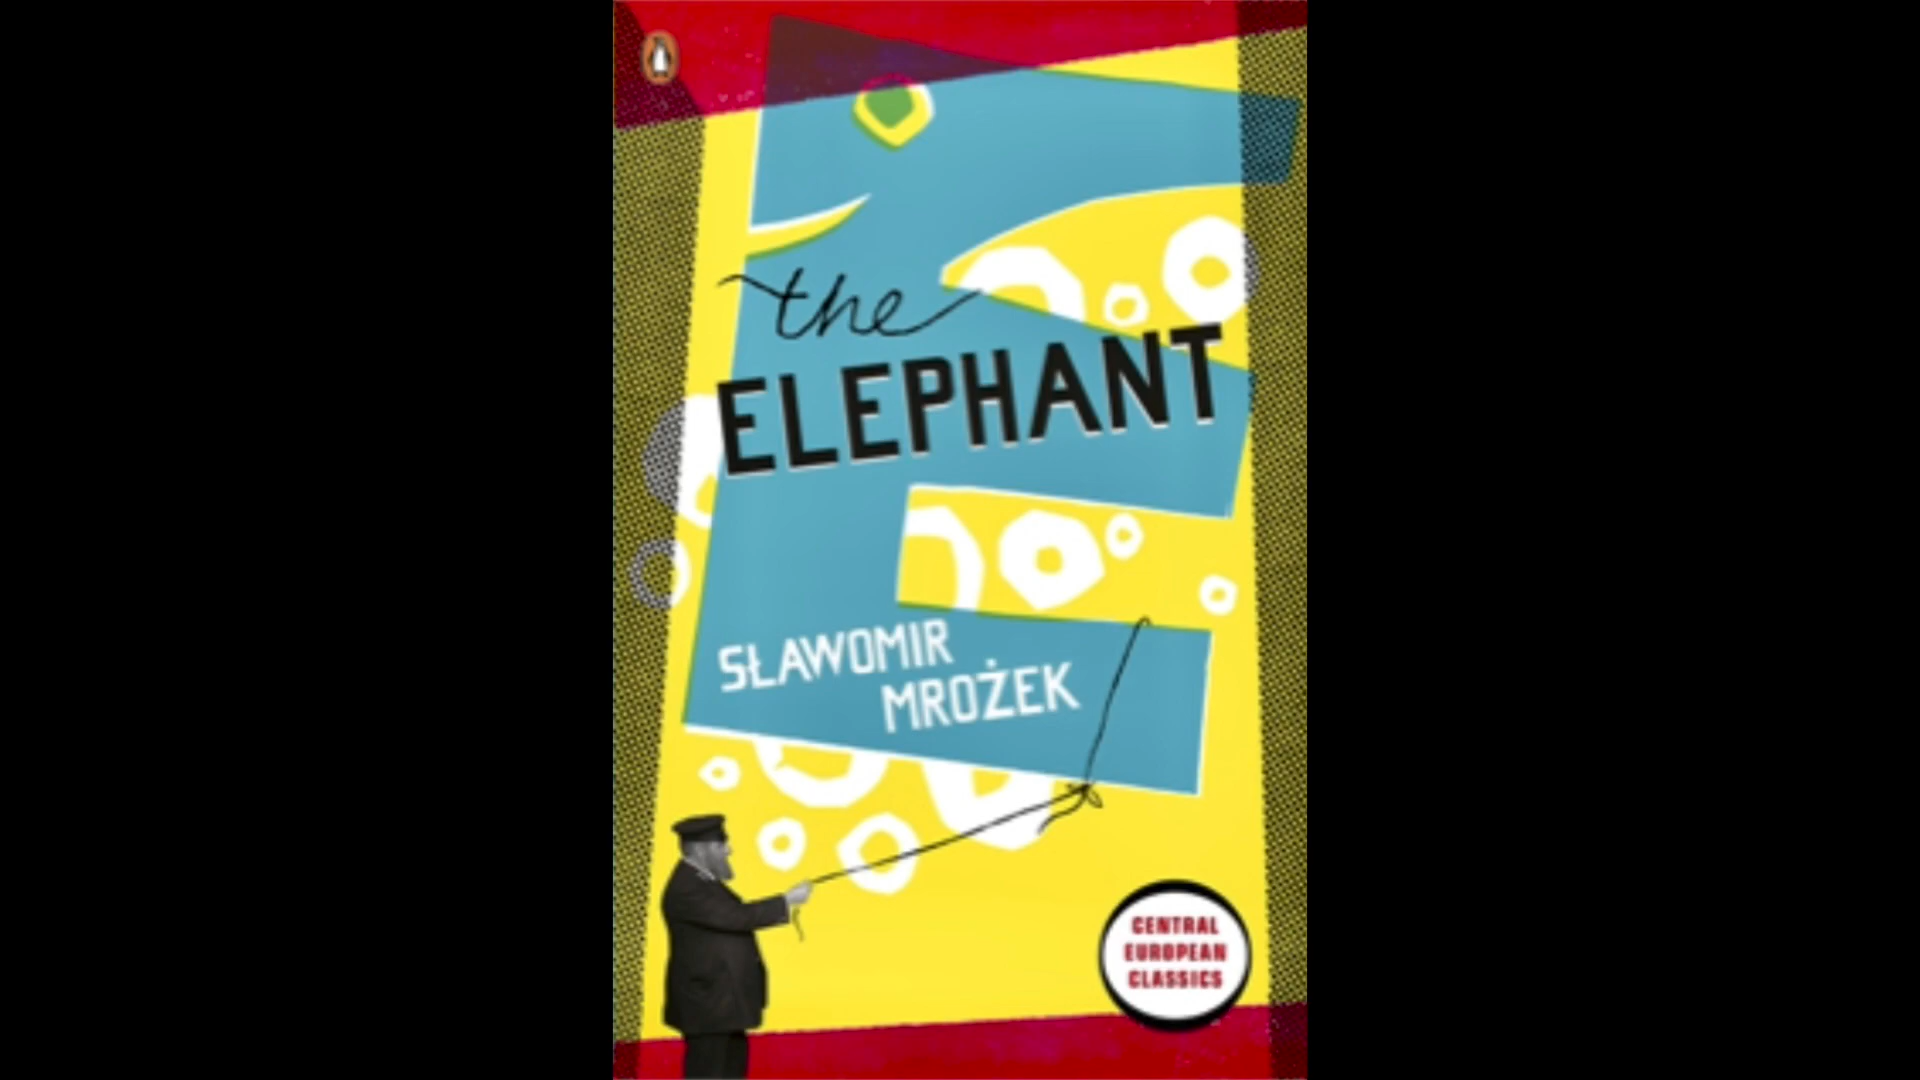 the
ELEPHANT
SŁAWOMIR
MROŻEK
CENTRAL
EUROPEAN
CLASSICS